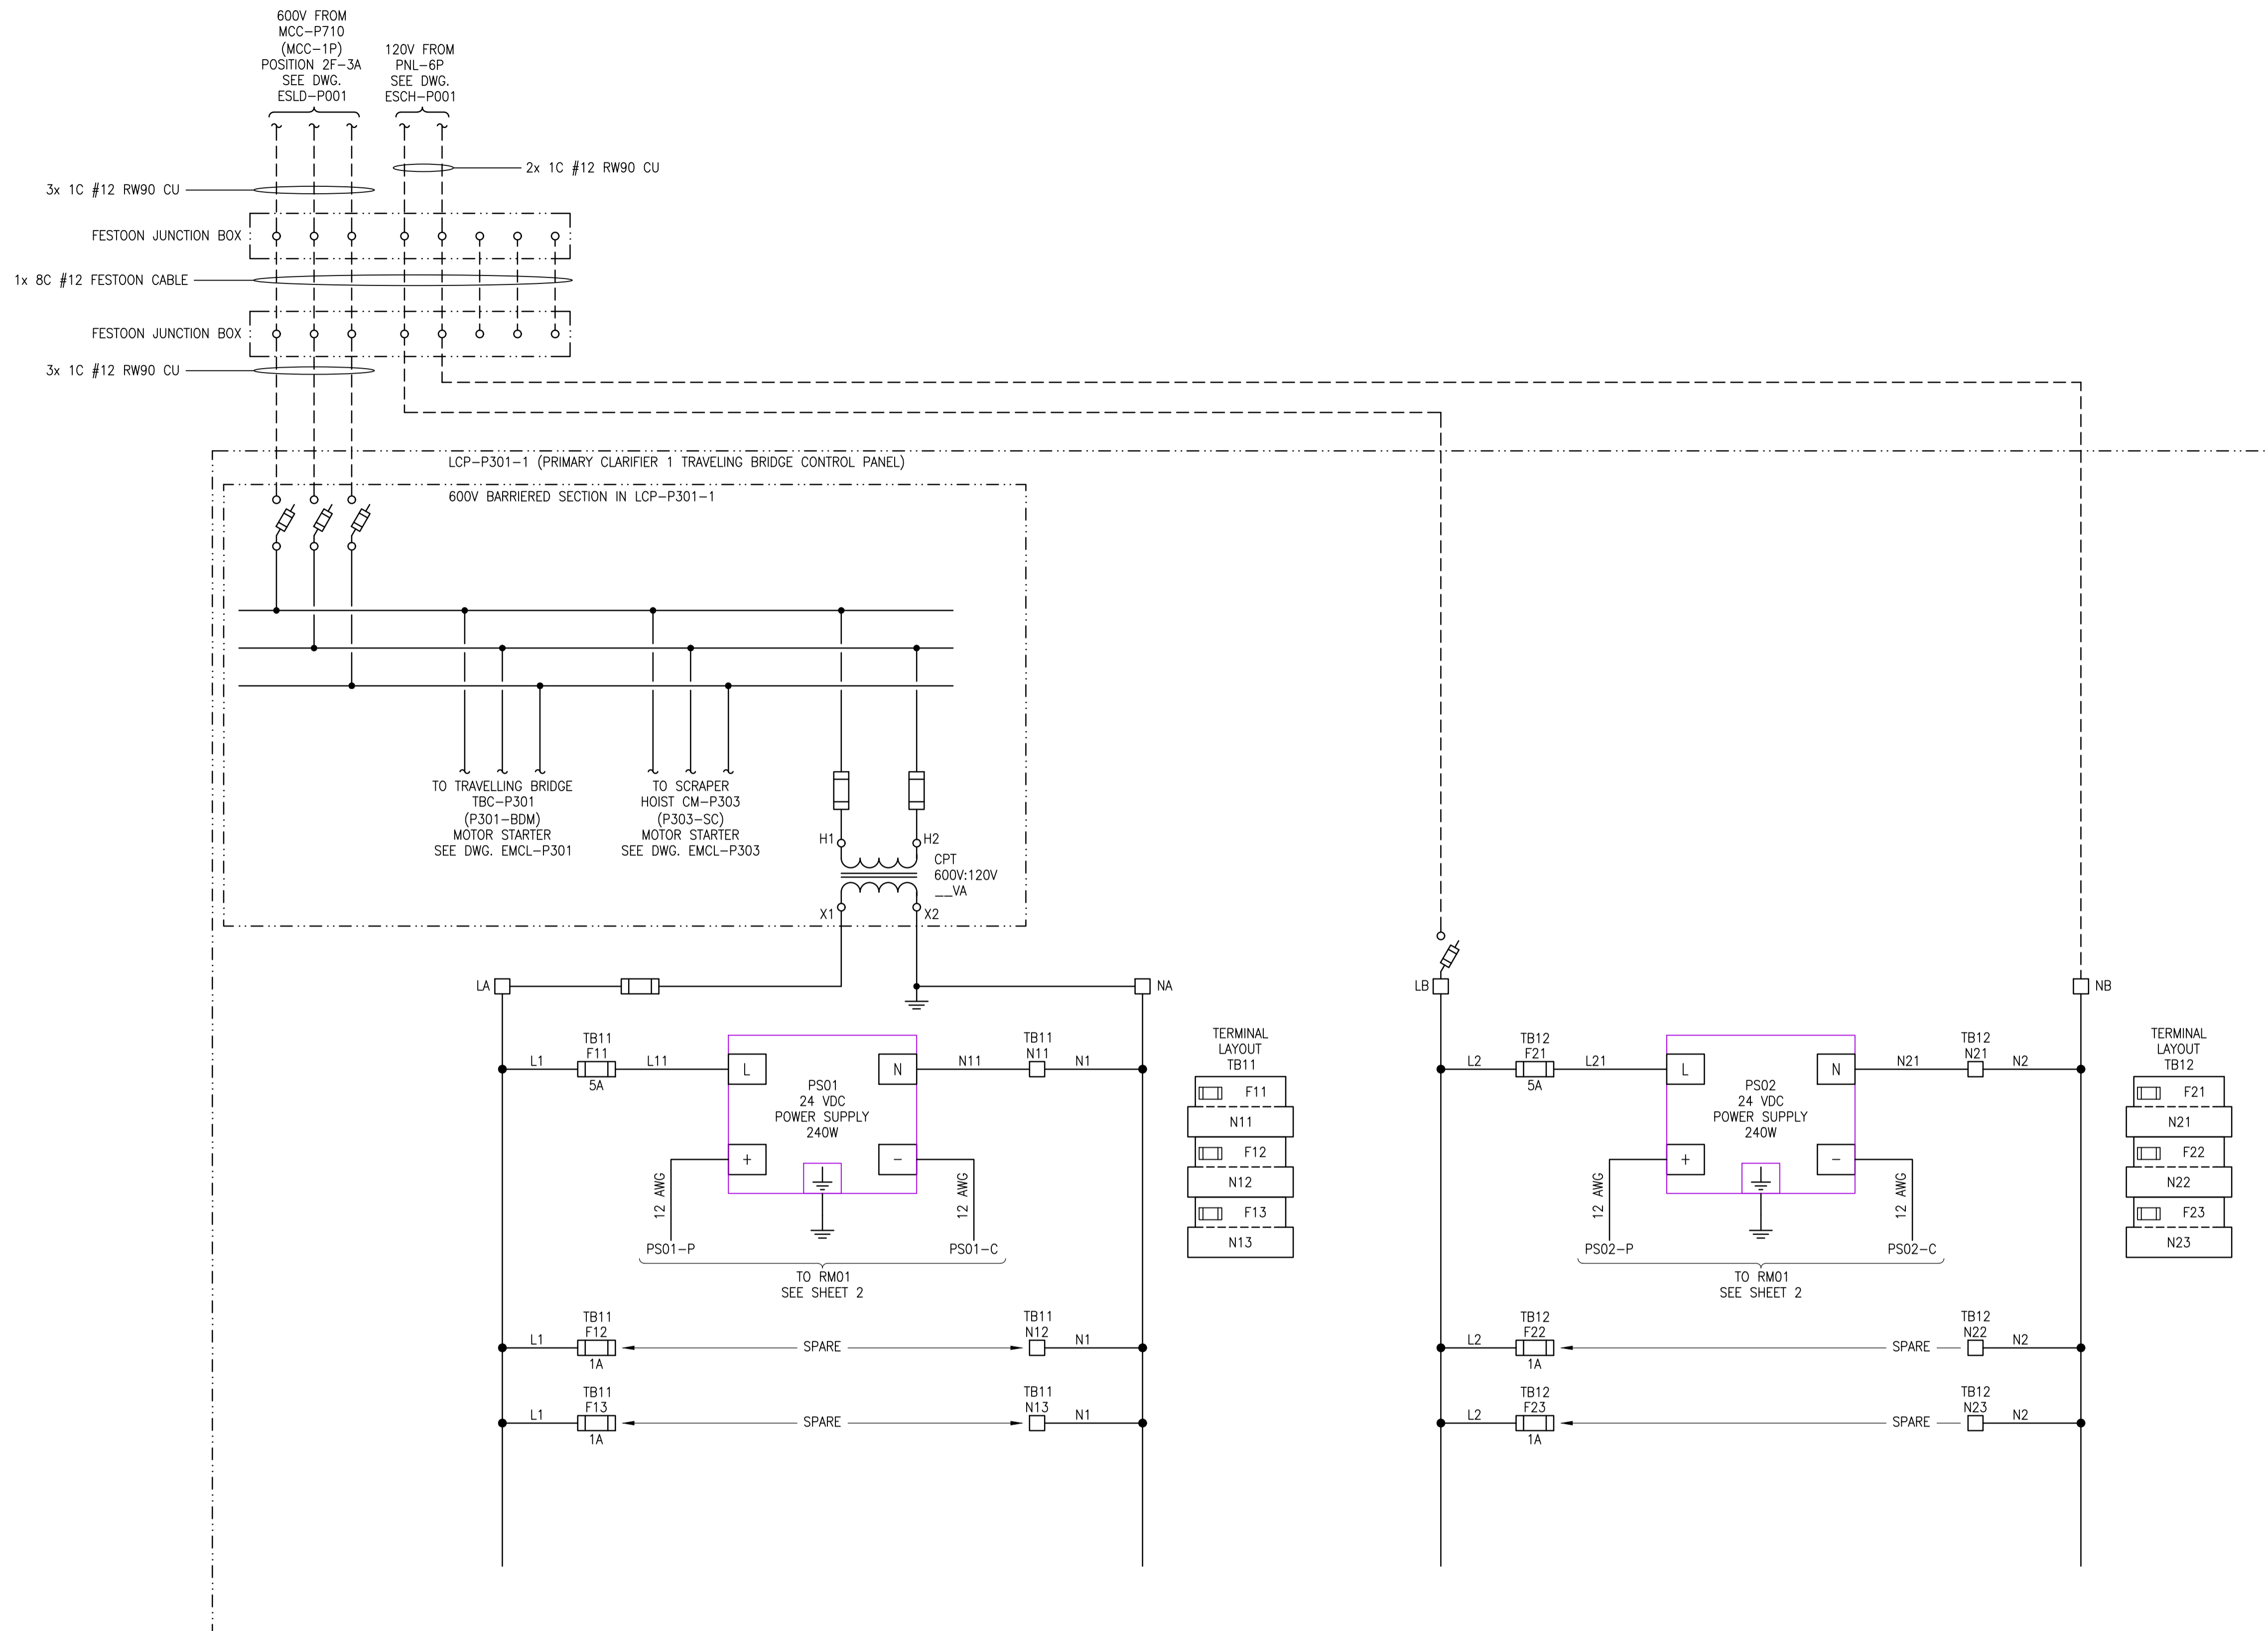 600V FROM
MCC-P710
(MCC-1P)
POSITION 2F-3A
SEE DWG.
ESLD-P001
120V FROM
PNL-6P
SEE DWG.
ESCH-P001
2x 1C #12 RW90 CU
3x 1C #12 RW90 CU
FESTOON JUNCTION BOX
1x 8C #12 FESTOON CABLE
FESTOON JUNCTION BOX
3x 1C #12 RW90 CU
LCP-P301-1 (PRIMARY CLARIFIER 1 TRAVELING BRIDGE CONTROL PANEL)
600V BARRIERED SECTION IN LCP-P301-1
TO TRAVELLING BRIDGE
TBC-P301
(P301-BDM)
MOTOR STARTER
SEE DWG. EMCL-P301
TO SCRAPER
HOIST CM-P303
(P303-SC)
MOTOR STARTER
SEE DWG. EMCL-P303
H1
H2
CPT
600V:120V
__VA
X1
X2
LA
NA
L1
TB11
F11
5A
L11
L
N
PS01
24 VDC
POWER SUPPLY
240W
+
-
N11
TB11
N11
N1
12 AWG
12 AWG
PS01-P
PS01-C
TO RM01
SEE SHEET 2
L1
TB11
F12
1A
SPARE
TB11
N12
N1
L1
TB11
F13
1A
SPARE
TB11
N13
N1
TERMINAL
LAYOUT
TB11
F11
N11
F12
N12
F13
N13
LB
NB
L2
TB12
F21
5A
L21
L
N
PS02
24 VDC
POWER SUPPLY
240W
+
-
N21
TB12
N21
N2
12 AWG
12 AWG
PS02-P
PS02-C
TO RM01
SEE SHEET 2
L2
TB12
F22
1A
SPARE
TB12
N22
N2
L2
TB12
F23
1A
SPARE
TB12
N23
N2
TERMINAL
LAYOUT
TB12
F21
N21
F22
N22
F23
N23